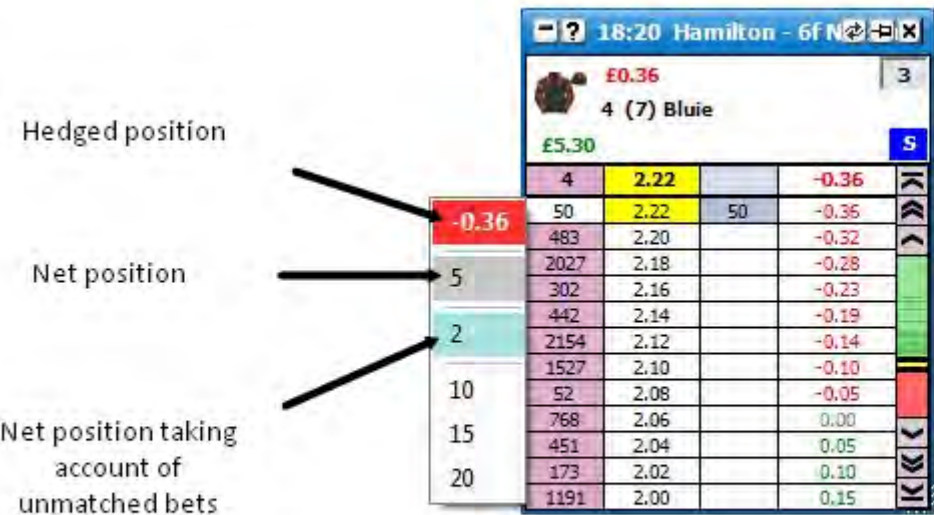 18:20 Hamilton - 6f N
£0.36
3
4 (7) Bluie
Hedged position
£5.30
S
4 2.22 -0.36
-0.36
50 2.22 50 -0.36
483 2.20 -0.32
Net position
5
2027 2.18 -0.28
302 2.16 -0.23
2
442 2.14 -0.19
2154 2.12 -0.14
1527 2.10 -0.10
10
52 2.08 -0.05
Net position taking
account of
unmatched bets
15
768 2.06 0.00
451 2.04 0.05
20
173 2.02 0.10
1191 2.00 0.15